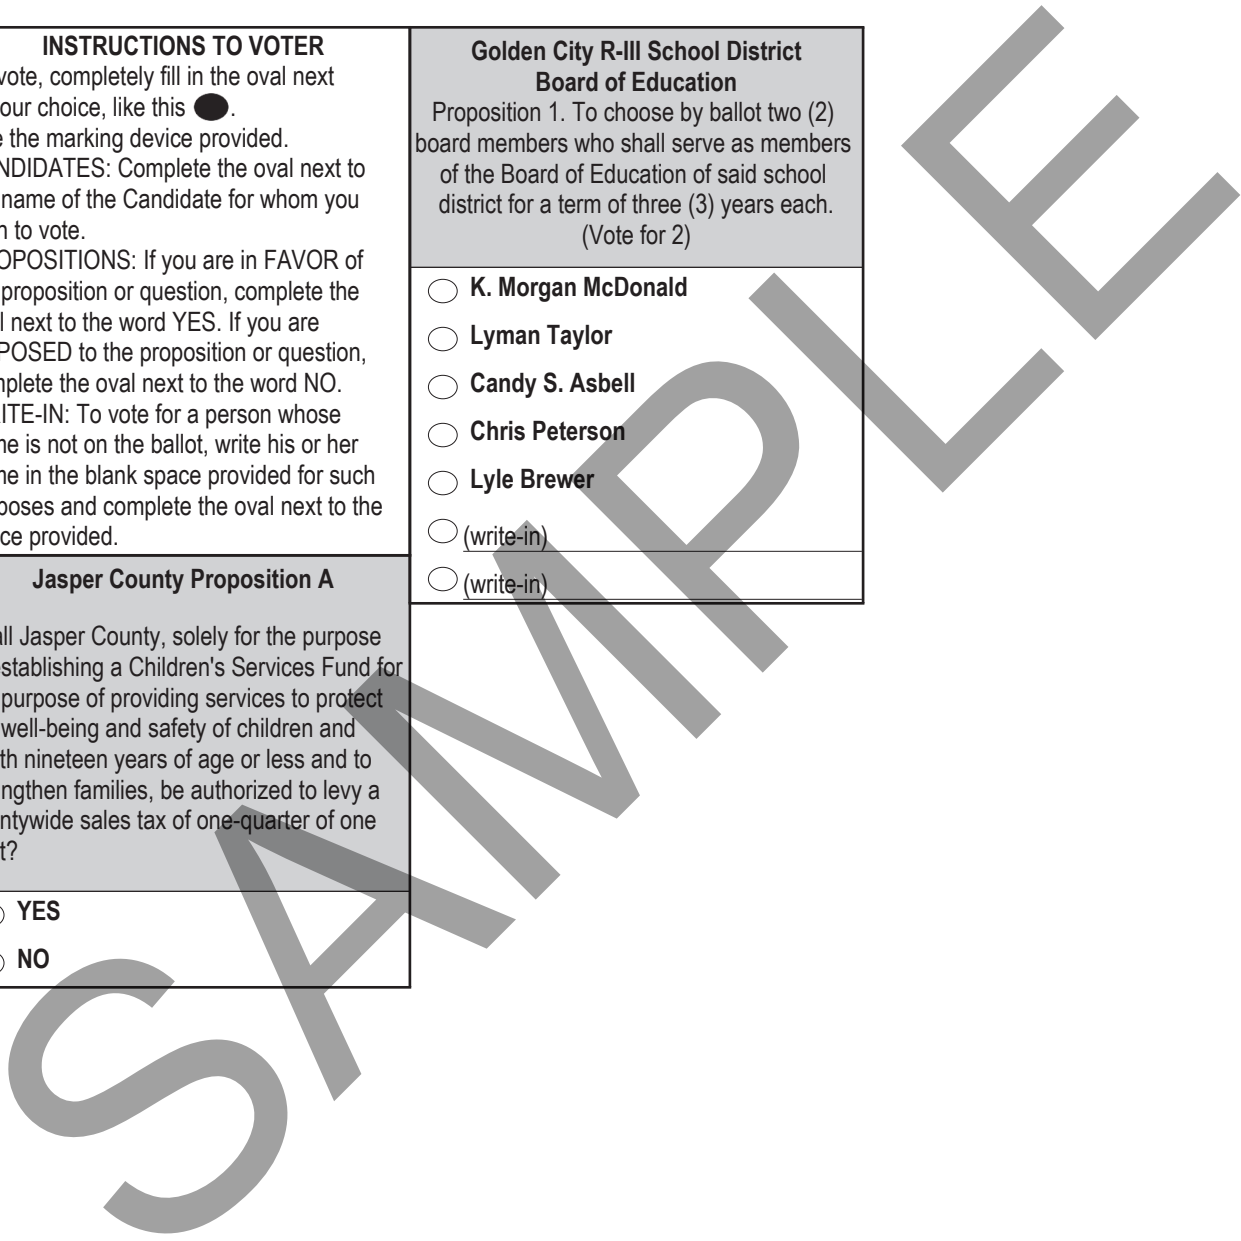 INSTRUCTIONS TO VOTER
vote, completely fill in the oval next
our choice, like this .
e the marking device provided.
NDIDATES: Complete the oval next to
name of the Candidate for whom you
h to vote.
OPOSITIONS: If you are in FAVOR of
proposition or question, complete the
l next to the word YES. If you are
POSED to the proposition or question,
mplete the oval next to the word NO.
ITE-IN: To vote for a person whose
me is not on the ballot, write his or her
me in the blank space provided for such
poses and complete the oval next to the
ce provided.
Jasper County Proposition A
all Jasper County, solely for the purpose
establishing a Children's Services Fund for
purpose of providing services to protect
well-being and safety of children and
th nineteen years of age or less and to
ngthen families, be authorized to levy a
ntywide sales tax of one-quarter of one
t?
YES
NO
Golden City R-III School District
Board of Education
Proposition 1. To choose by ballot two (2)
board members who shall serve as members
of the Board of Education of said school
district for a term of three (3) years each.
(Vote for 2)
K. Morgan McDonald
Lyman Taylor
Candy S. Asbell
Chris Peterson
Lyle Brewer
(write-in)
(write-in)
SAMPLE